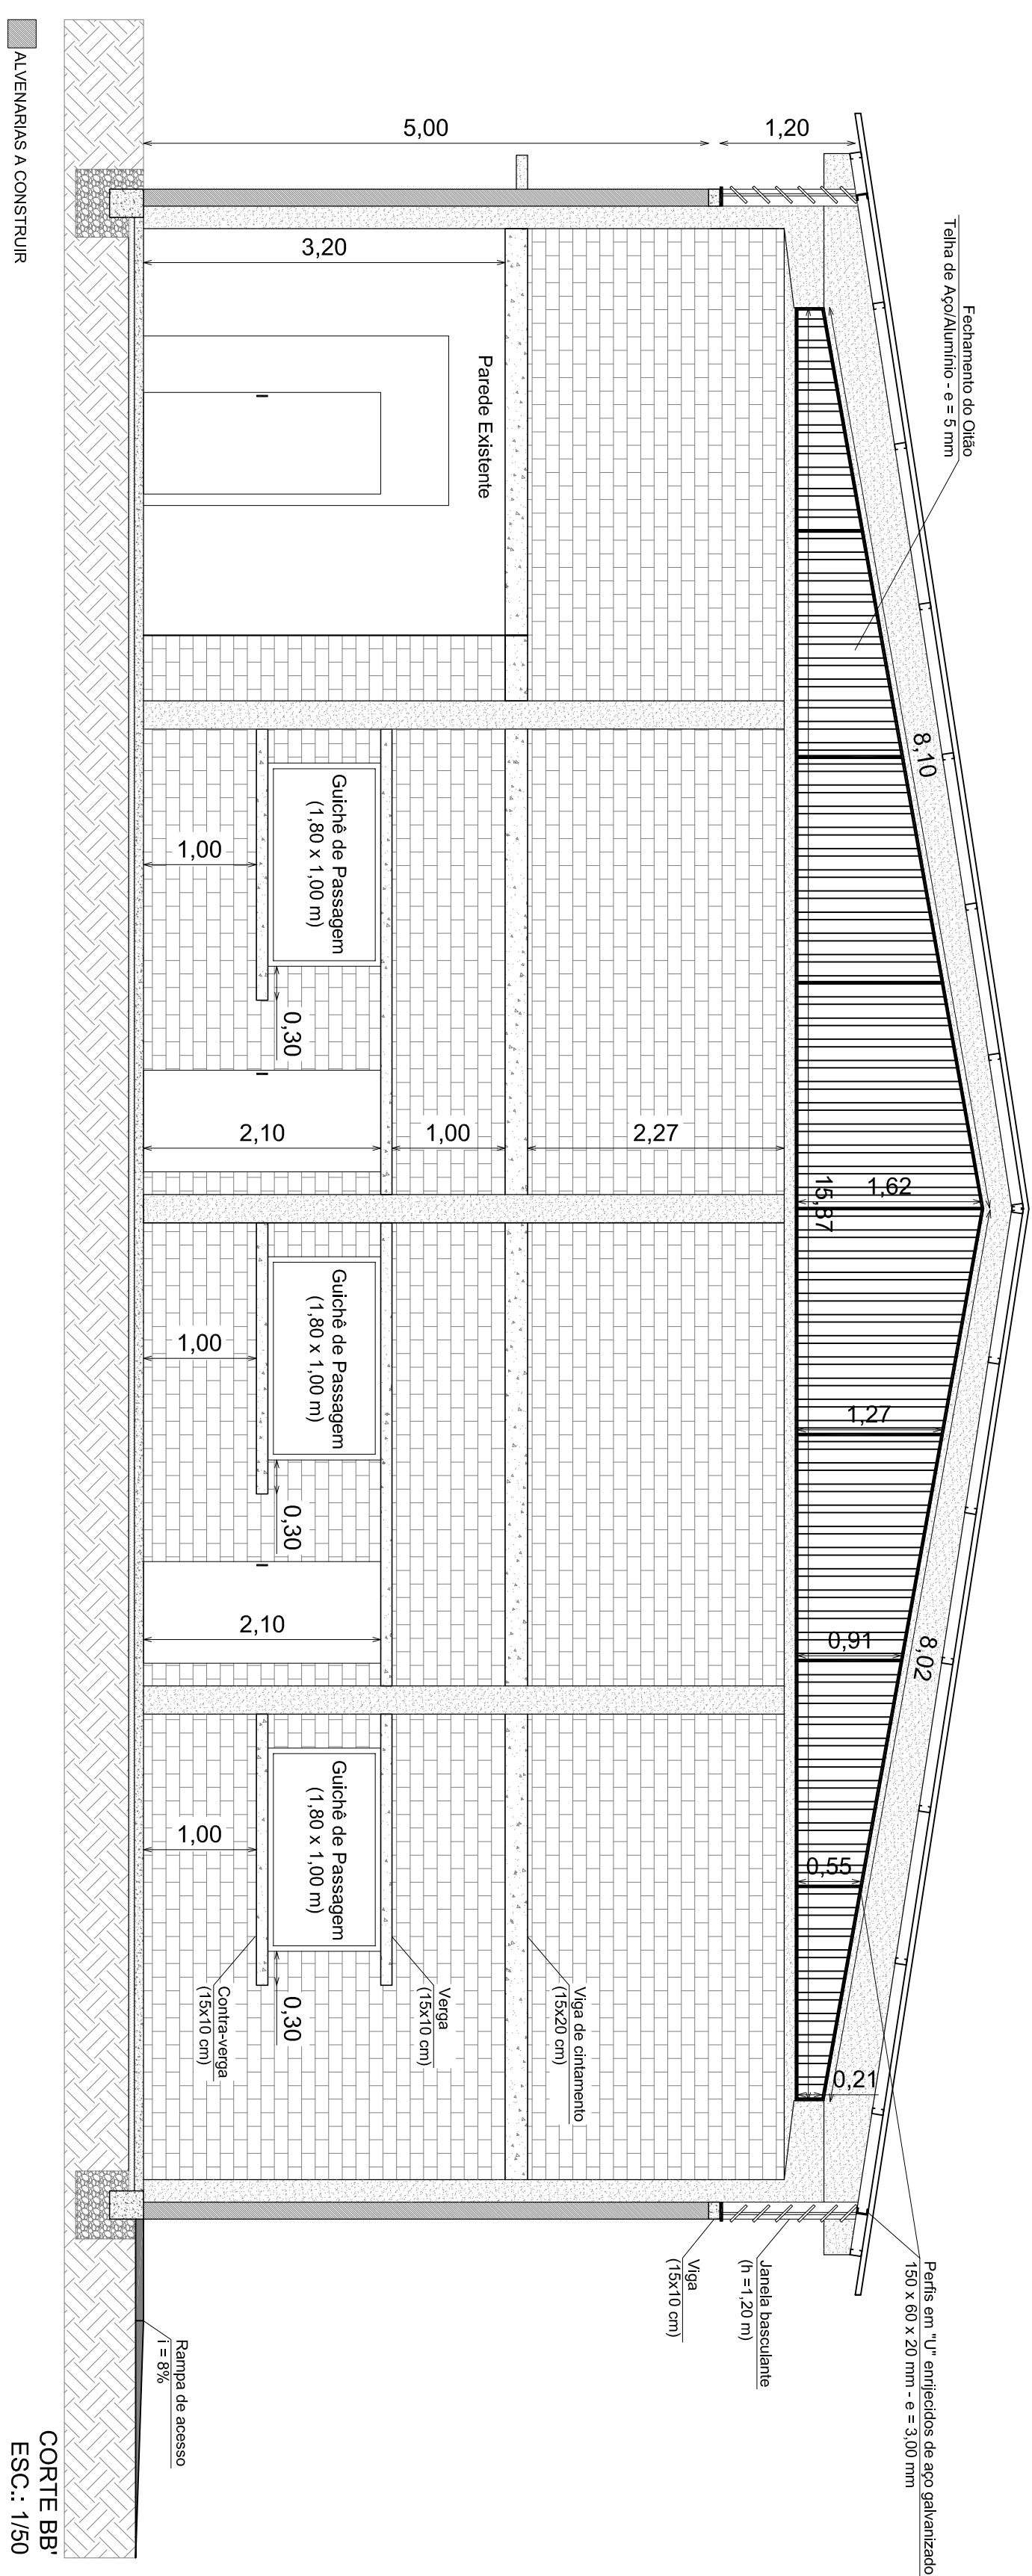 Fechamento do Oitão
Telha de Aço/Alumínio - e = 5 mm
8,10
8,02
Perfis em "U" enrijecidos de aço galvanizado
150 x 60 x 20 mm - e = 3,00 mm
1,20
1,62
15,87
1,27
0,91
0,55
0,21
Janela basculante
(h =1,20 m)
Viga
(15x10 cm)
5,00
3,20
Parede Existente
2,27
1,00
2,10
2,10
Viga de cintamento
(15x20 cm)
Verga
(15x10 cm)
Contra-verga
(15x10 cm)
Guichê de Passagem
(1,80 x 1,00 m)
0,30
1,00
Guichê de Passagem
(1,80 x 1,00 m)
0,30
1,00
Guichê de Passagem
(1,80 x 1,00 m)
0,30
1,00
Rampa de acesso
i = 8%
ALVENARIAS A CONSTRUIR
CORTE BB'
ESC.: 1/50